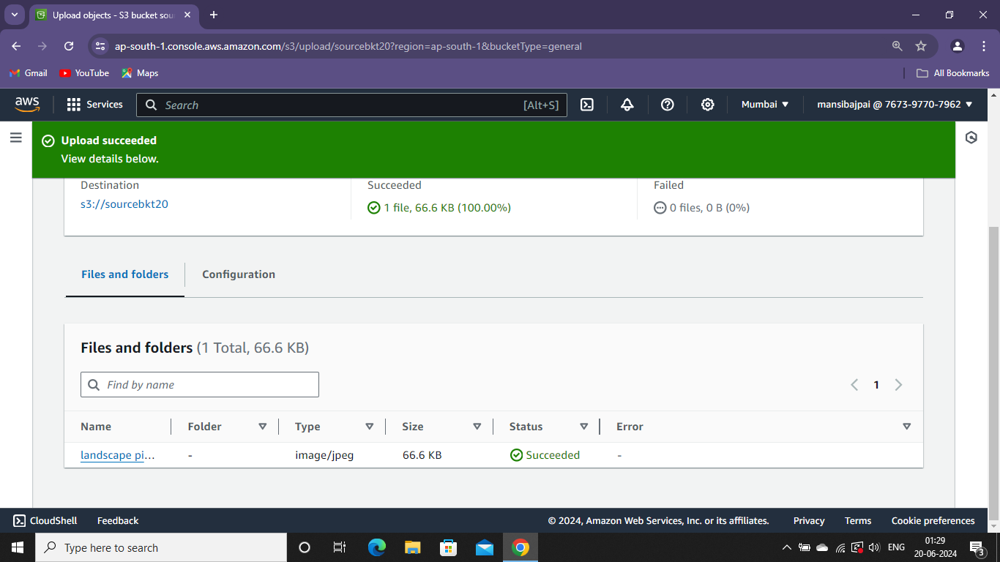 Upload objects - S3 bucket sou
ap-south-1.console.aws.amazon.com/s3/upload/sourcebkt20?region=ap-south-1&bucketType=general
Gmail YouTube Maps All Bookmarks
aws Services Search [Alt+S] Mumbai mansibajpai @ 7673-9770-7962
Upload succeeded
View details below.
Destination Succeeded Failed
s3://sourcebkt20 1 file, 66.6 KB (100.00%) 0 files, 0 B (0%)
Files and folders Configuration
Files and folders (1 Total, 66.6 KB)
Find by name 1
Name Folder Type Size Status Error
landscape pi... - image/jpeg 66.6 KB Succeeded -
CloudShell Feedback © 2024, Amazon Web Services, Inc. or its affiliates. Privacy Terms Cookie preferences
Type here to search ENG 01:29
20-06-2024 3